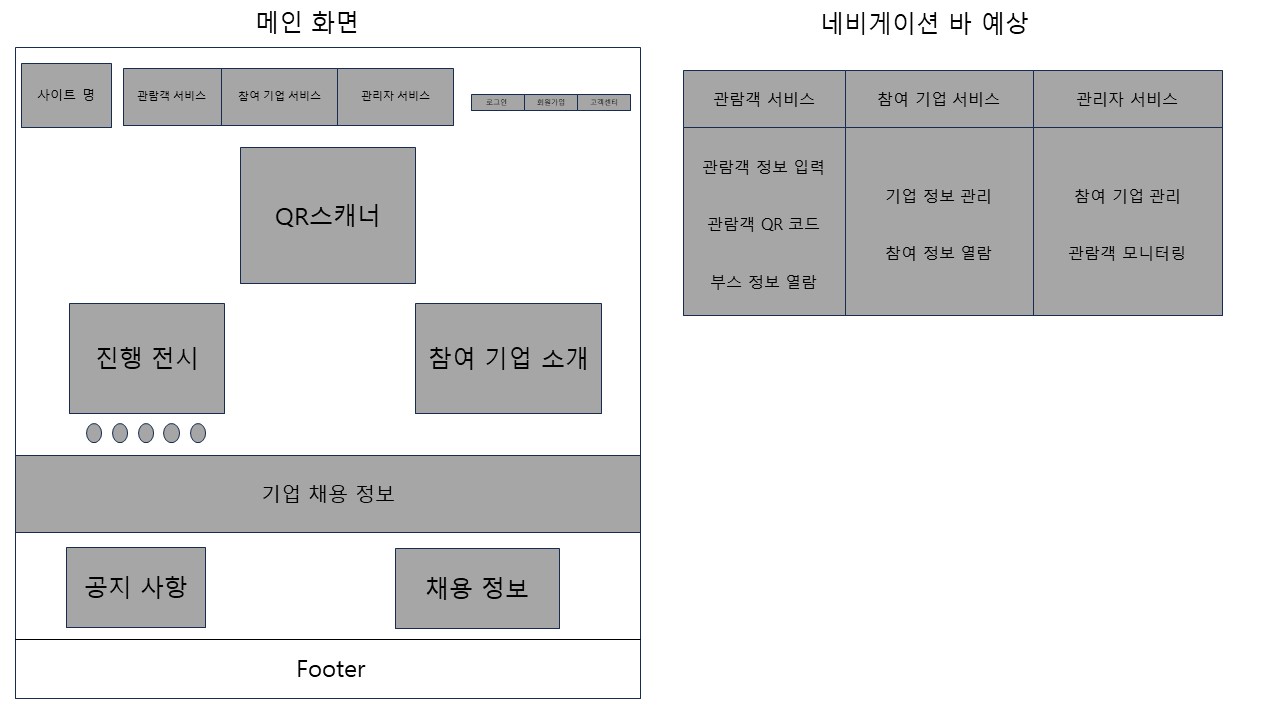 메인 화면
사이트 명
관람객 서비스
참여 기업 서비스
관리자 서비스
로그인
회원가입
고객센터
QR스캐너
진행 전시
참여 기업 소개
기업 채용 정보
공지 사항
채용 정보
Footer
네비게이션 바 예상
관람객 서비스
참여 기업 서비스
관리자 서비스
관람객 정보 입력
관람객 QR 코드
부스 정보 열람
기업 정보 관리
참여 정보 열람
참여 기업 관리
관람객 모니터링